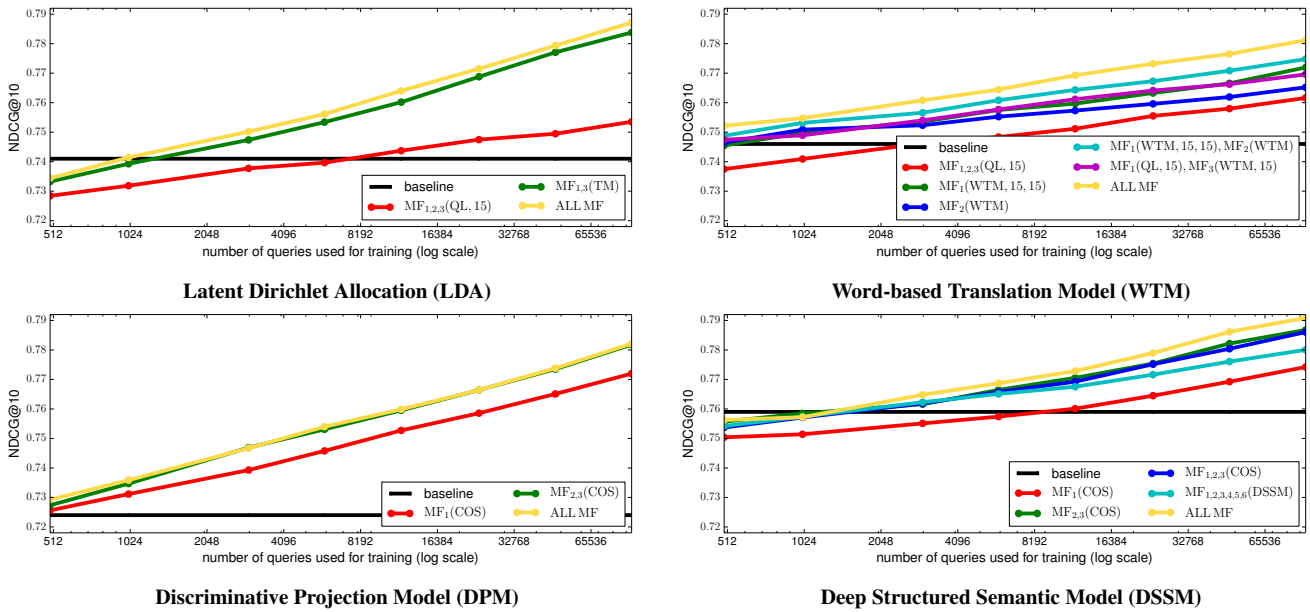 0.79
0.78
0.77
0.76
0.75
0.74
0.73
0.72
NDCG@10
baseline
MF1,2,3(QL, 15)
MF1,3(TM)
ALL MF
512 1024 2048 4096 8192 16384 32768 65536
number of queries used for training (log scale)
Latent Dirichlet Allocation (LDA)
0.79
0.78
0.77
0.76
0.75
0.74
0.73
0.72
NDCG@10
baseline
MF1,2,3(QL, 15)
MF1(WTM, 15, 15)
MF2(WTM)
MF1(WTM, 15, 15), MF2(WTM)
MF1(QL, 15), MF3(WTM, 15)
ALL MF
512 1024 2048 4096 8192 16384 32768 65536
number of queries used for training (log scale)
Word-based Translation Model (WTM)
0.79
0.78
0.77
0.76
0.75
0.74
0.73
0.72
NDCG@10
baseline
MF1(COS)
MF2,3(COS)
ALL MF
512 1024 2048 4096 8192 16384 32768 65536
number of queries used for training (log scale)
Discriminative Projection Model (DPM)
0.79
0.78
0.77
0.76
0.75
0.74
0.73
0.72
NDCG@10
baseline
MF1(COS)
MF2,3(COS)
MF1,2,3(COS)
MF1,2,3,4,5,6(DSSM)
ALL MF
512 1024 2048 4096 8192 16384 32768 65536
number of queries used for training (log scale)
Deep Structured Semantic Model (DSSM)